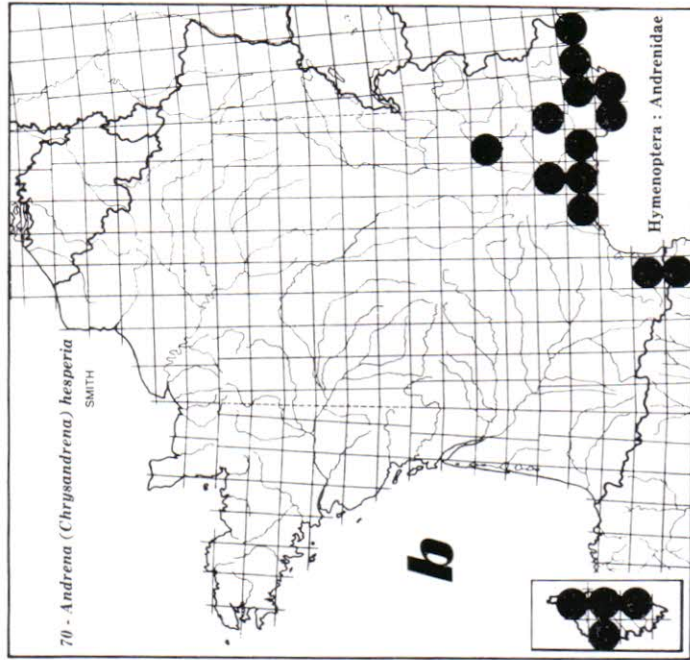 70 - Andrena (Chrysandrena) hesperia
SMITH
b
Hymenoptera : Andrenidae